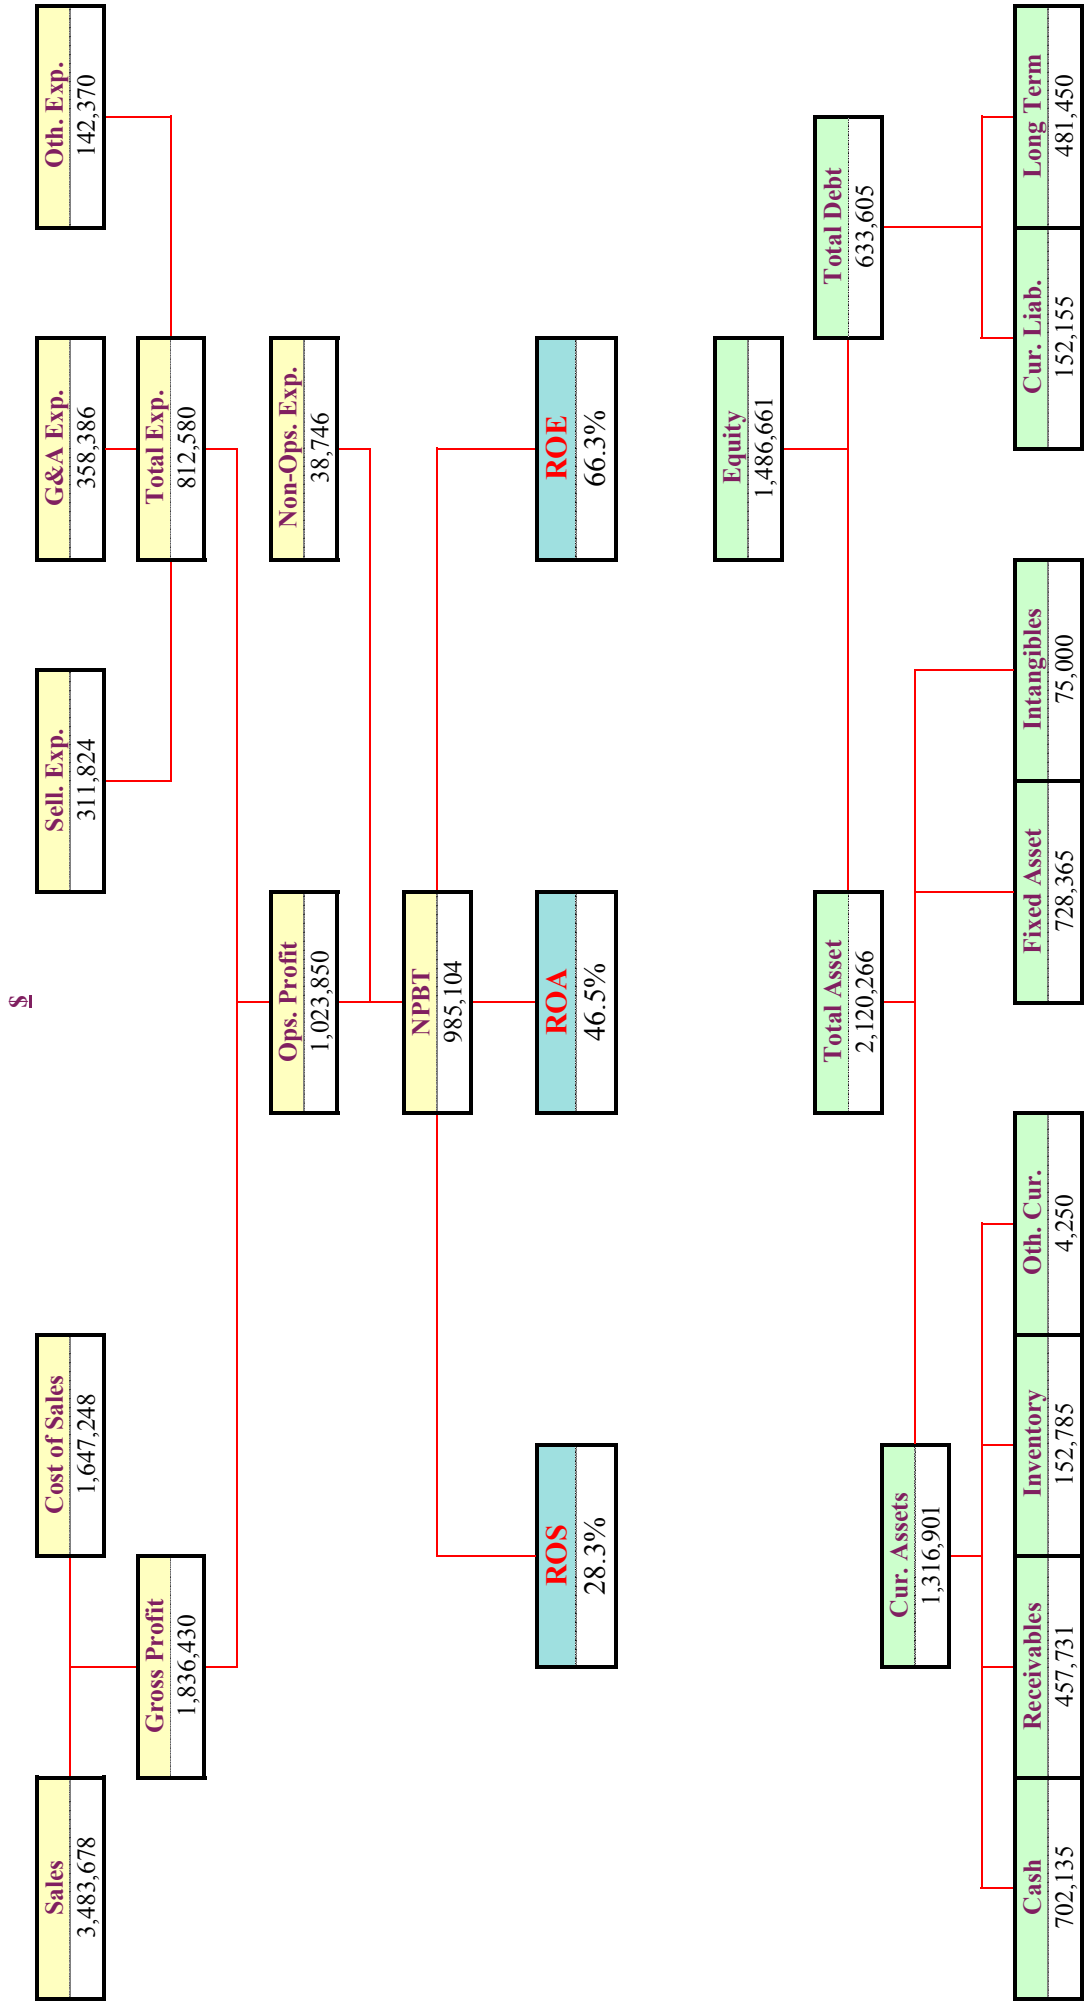 $
Sales
3,483,678
Cost of Sales
1,647,248
Sell. Exp.
311,824
G&A Exp.
358,386
Oth. Exp.
142,370
Gross Profit
1,836,430
Total Exp.
812,580
Ops. Profit
1,023,850
Non-Ops. Exp.
38,746
NPBT
985,104
ROS
28.3%
ROA
46.5%
ROE
66.3%
Equity
1,486,661
Total Asset
2,120,266
Total Debt
633,605
Cur. Assets
1,316,901
Cash
702,135
Receivables
457,731
Inventory
152,785
Oth. Cur.
4,250
Fixed Asset
728,365
Intangibles
75,000
Cur. Liab.
152,155
Long Term
481,450